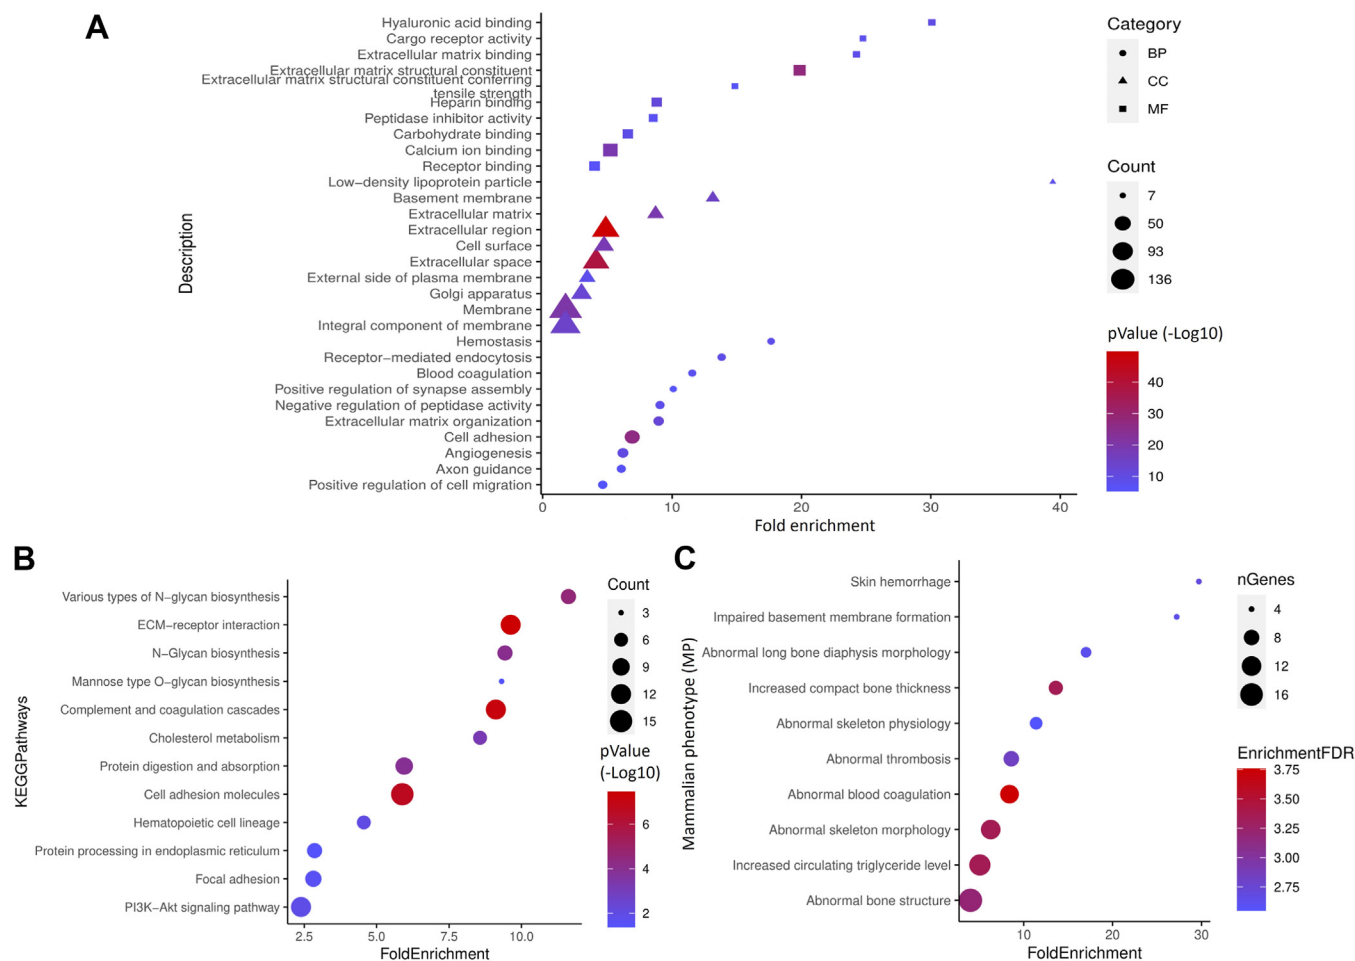 A
Hyaluronic acid binding
Cargo receptor activity
Extracellular matrix binding
Extracellular matrix structural constituent
Extracellular matrix structural constituent conferring
tensile strength
Heparin binding
Peptidase inhibitor activity
Carbohydrate binding
Calcium ion binding
Receptor binding
Low−density lipoprotein particle
Basement membrane
Extracellular matrix
Extracellular region
Cell surface
Extracellular space
External side of plasma membrane
Golgi apparatus
Membrane
Integral component of membrane
Hemostasis
Receptor−mediated endocytosis
Blood coagulation
Positive regulation of synapse assembly
Negative regulation of peptidase activity
Extracellular matrix organization
Cell adhesion
Angiogenesis
Axon guidance
Positive regulation of cell migration
Description
0 10 20 30 40
Fold enrichment
Category
BP
CC
MF
Count
7
50
93
136
pValue (-Log10)
40
30
20
10
B
Various types of N−glycan biosynthesis
ECM−receptor interaction
N−Glycan biosynthesis
Mannose type O−glycan biosynthesis
Complement and coagulation cascades
Cholesterol metabolism
Protein digestion and absorption
Cell adhesion molecules
Hematopoietic cell lineage
Protein processing in endoplasmic reticulum
Focal adhesion
PI3K−Akt signaling pathway
KEGGPathways
2.5 5.0 7.5 10.0
FoldEnrichment
Count
3
6
9
12
15
pValue
(-Log10)
6
4
2
C
Skin hemorrhage
Impaired basement membrane formation
Abnormal long bone diaphysis morphology
Increased compact bone thickness
Abnormal skeleton physiology
Abnormal thrombosis
Abnormal blood coagulation
Abnormal skeleton morphology
Increased circulating triglyceride level
Abnormal bone structure
Mammalian phenotype (MP)
10 20 30
FoldEnrichment
nGenes
4
8
12
16
EnrichmentFDR
3.75
3.50
3.25
3.00
2.75